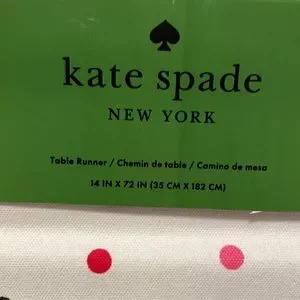 kate spade
NEW YORK
Table Runner / Chemin de table / Camino de mesa
14 IN X 72 IN (35 CM X 182 CM)